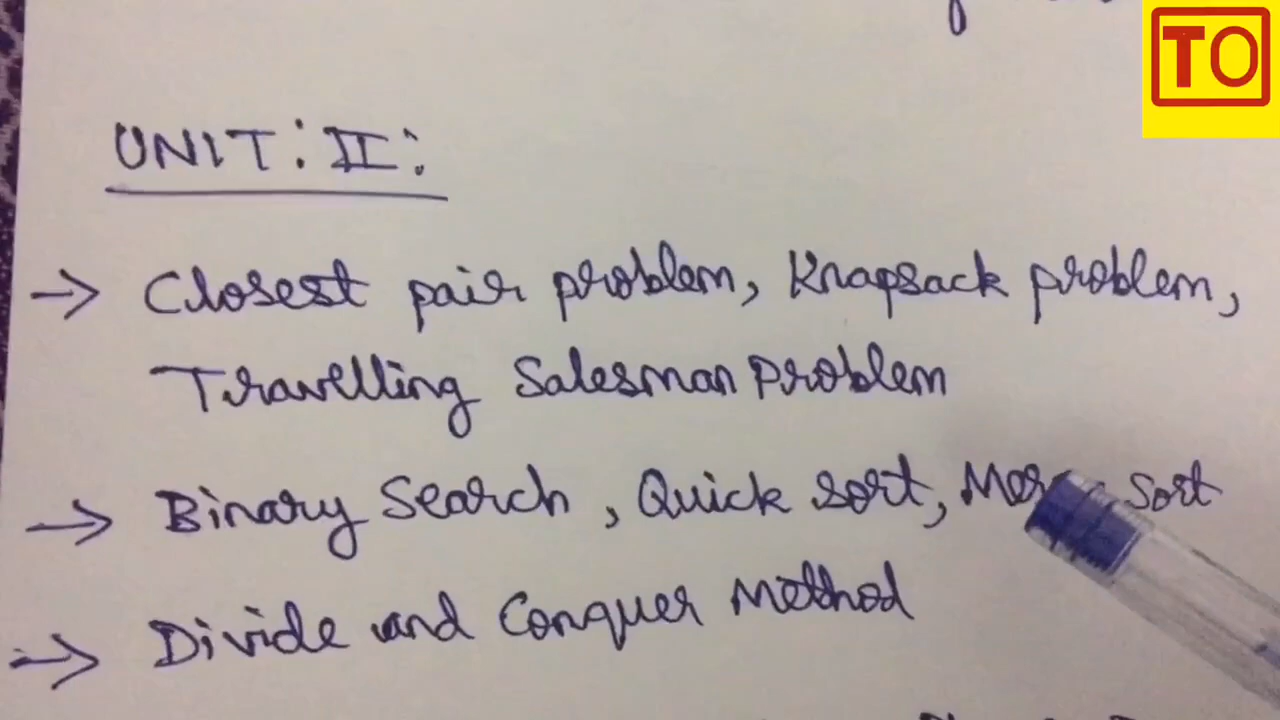 TO
UNIT: II:
→ Closest pair problem, Knapsack problem,
Travelling Salesman Problem
→ Binary Search, Quick sort, Sort
→ Divide and Conquer Method